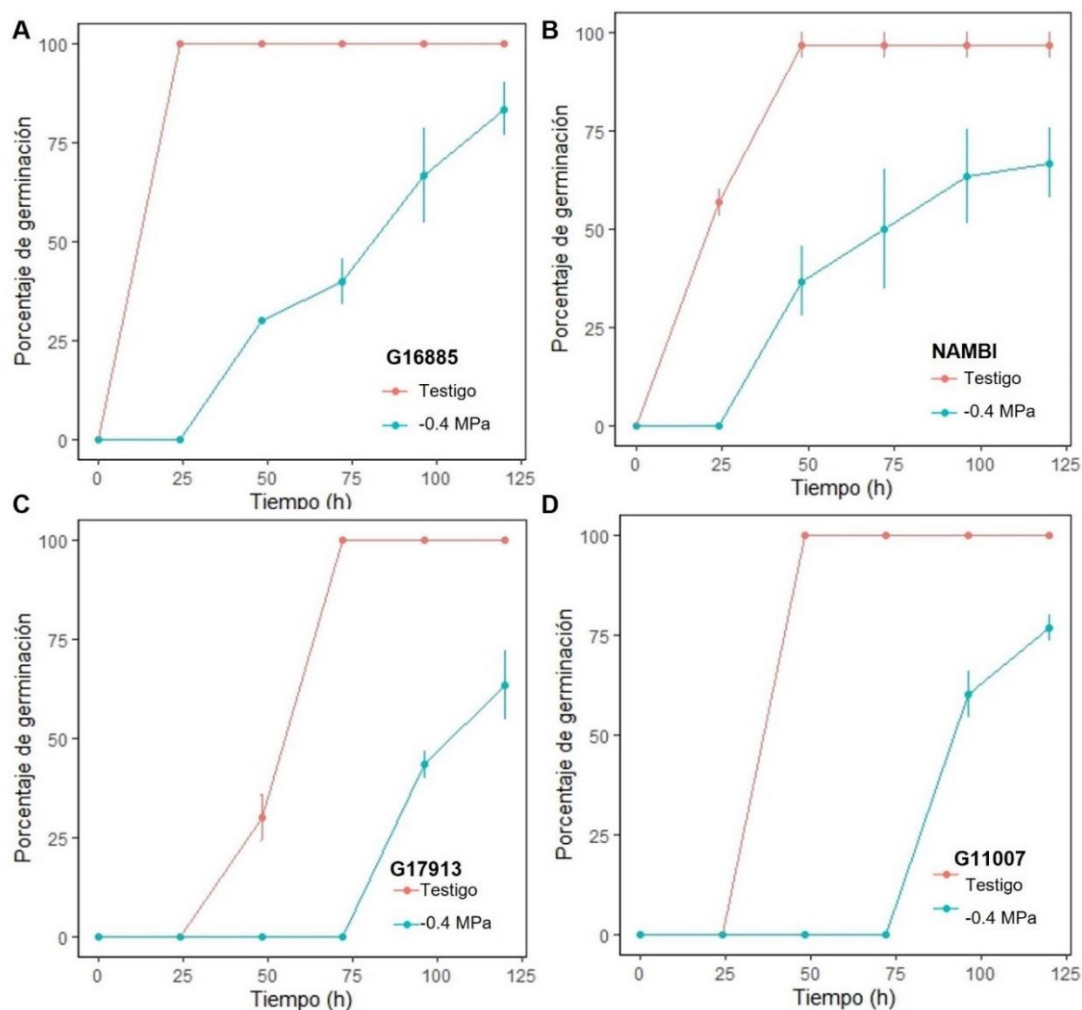 A
Porcentaje de germinación
100
75
50
25
0
G16885
Testigo
-0.4 MPa
0
25
50
75
100
125
Tiempo (h)
B
Porcentaje de germinación
100
75
50
25
0
NAMBI
Testigo
-0.4 MPa
0
25
50
75
100
125
Tiempo (h)
C
Porcentaje de germinación
100
75
50
25
0
G17913
Testigo
-0.4 MPa
0
25
50
75
100
125
Tiempo (h)
D
Porcentaje de germinación
100
75
50
25
0
G11007
Testigo
-0.4 MPa
0
25
50
75
100
125
Tiempo (h)